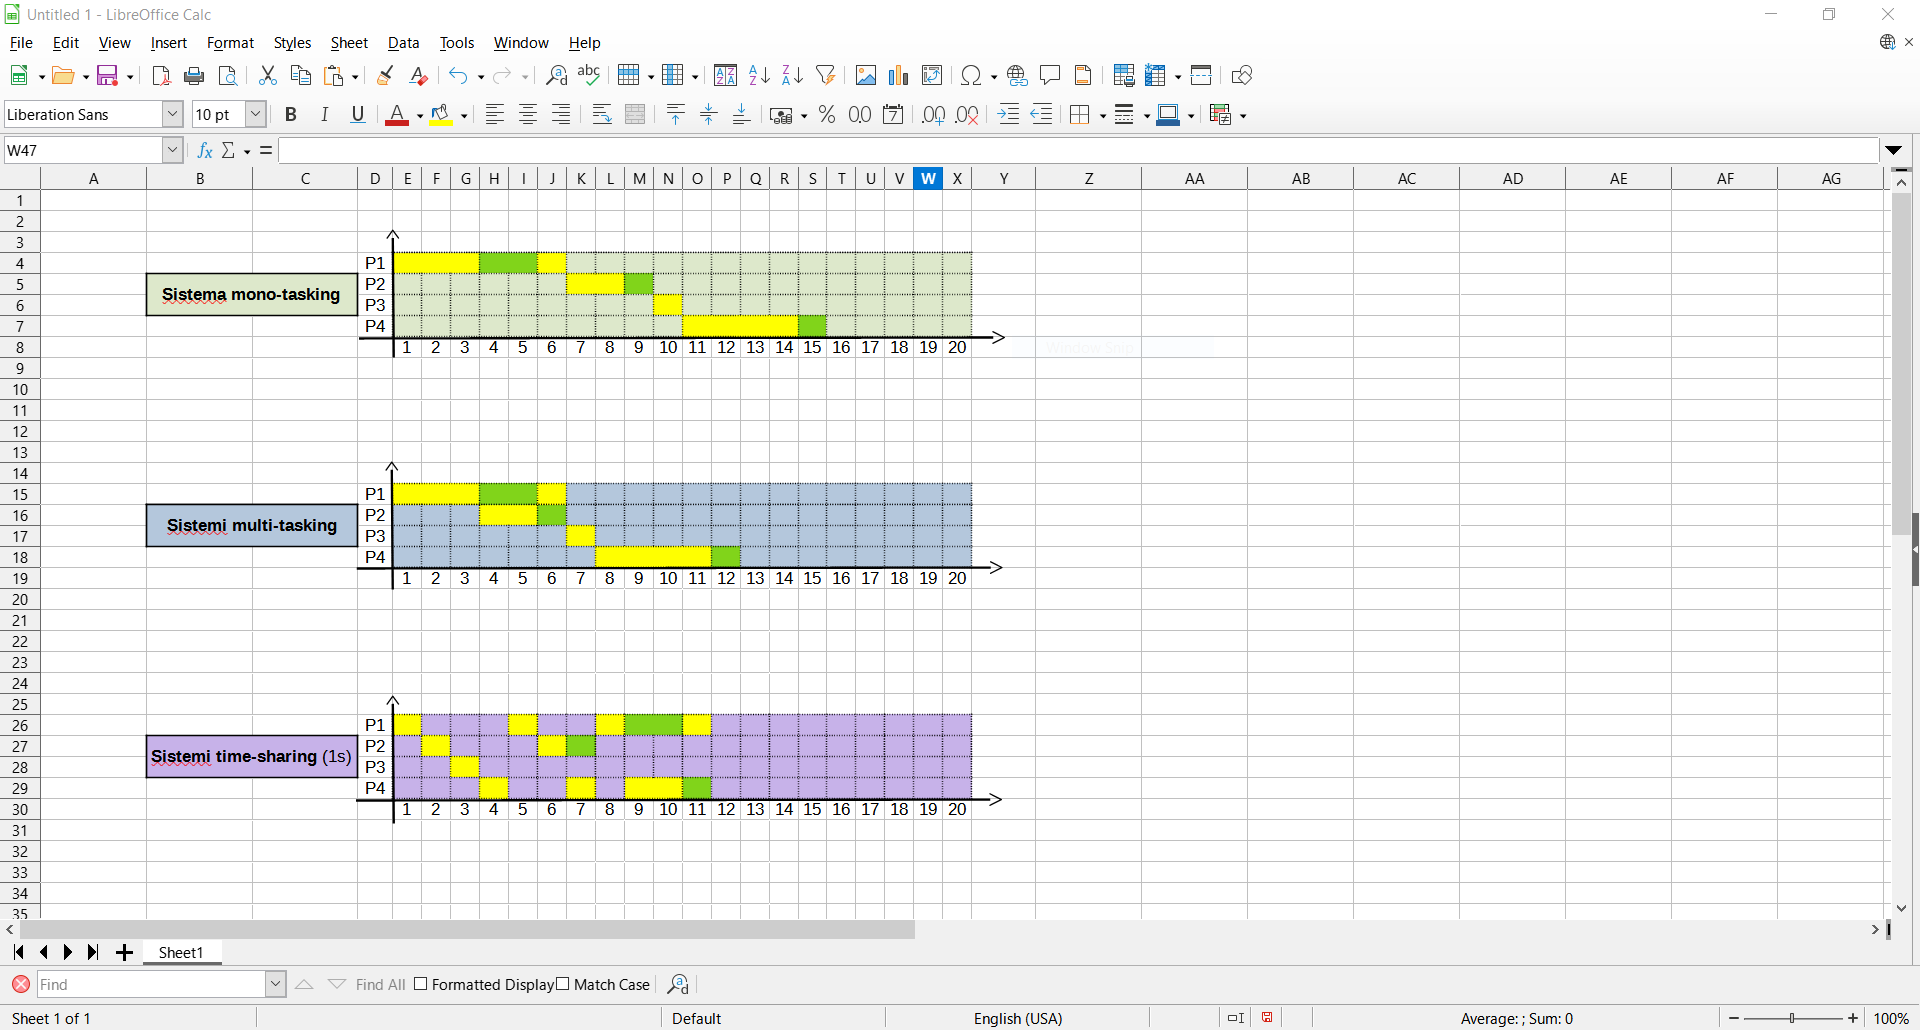 Untitled 1 - LibreOffice Calc
File Edit View Insert Format Styles Sheet Data Tools Window Help
Liberation Sans 10 pt
W47
A B C D E F G H I J K L M N O P Q R S T U V W X Y Z AA AB AC AD AE AF AG
1
2
3
4 P1
5 P2
Sistema mono-tasking
6 P3
7 P4
8 1 2 3 4 5 6 7 8 9 10 11 12 13 14 15 16 17 18 19 20
9
10
11
12
13
14
15 P1
16 P2
Sistemi multi-tasking
17 P3
18 P4
19 1 2 3 4 5 6 7 8 9 10 11 12 13 14 15 16 17 18 19 20
20
21
22
23
24
25
26 P1
27 P2
Sistemi time-sharing (1s)
28 P3
29 P4
30 1 2 3 4 5 6 7 8 9 10 11 12 13 14 15 16 17 18 19 20
31
32
33
34
35
Sheet1
Find Find All Formatted Display Match Case
Sheet 1 of 1 Default English (USA) Average: ; Sum: 0 100%